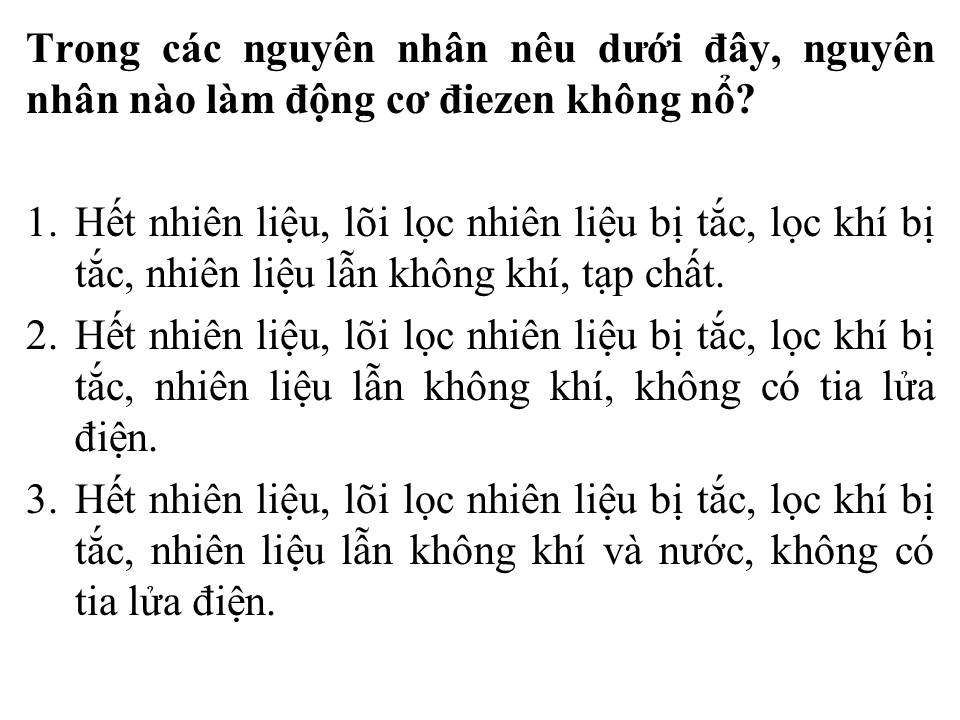 Trong các nguyên nhân nêu dưới đây, nguyên
nhân nào làm động cơ điezen không nổ?
1. Hết nhiên liệu, lõi lọc nhiên liệu bị tắc, lọc khí bị
tắc, nhiên liệu lẫn không khí, tạp chất.
2. Hết nhiên liệu, lõi lọc nhiên liệu bị tắc, lọc khí bị
tắc, nhiên liệu lẫn không khí, không có tia lửa
điện.
3. Hết nhiên liệu, lõi lọc nhiên liệu bị tắc, lọc khí bị
tắc, nhiên liệu lẫn không khí và nước, không có
tia lửa điện.